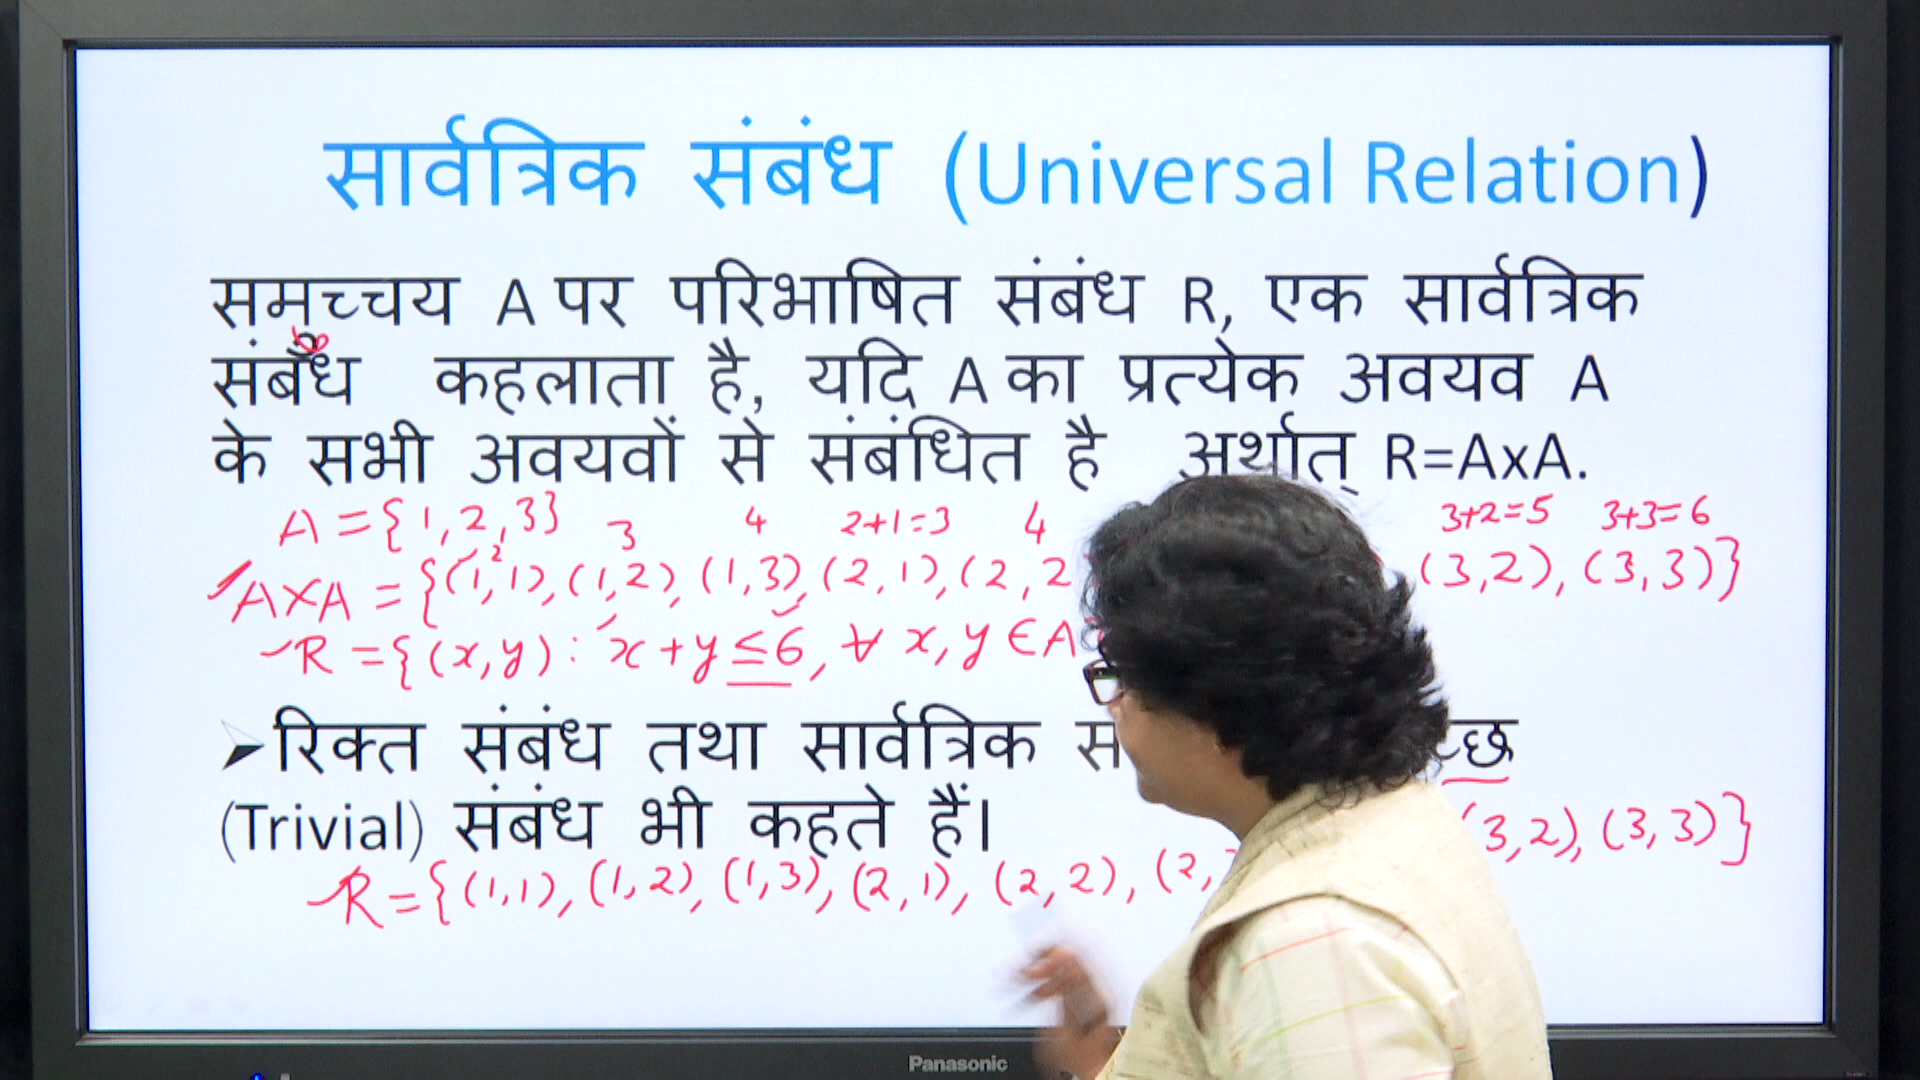 सार्वत्रिक संबंध (Universal Relation)
समुच्चय A पर परिभाषित संबंध R, एक सार्वत्रिक
संबंध कहलाता है, यदि A का प्रत्येक अवयव A
के सभी अवयवों से संबंधित है अर्थात् R=AxA.
A = {1,2,3} 3 4 2+1=3 4 3+2=5 3+3=6
2
AXA = {(1,1), (1,2), (1,3), (2,1), (2,2 (3,2), (3,3)}
R = {(x,y) : x+y ≤ 6, ∀ x,y ∈ A
➢रिक्त संबंध तथा सार्वत्रिक
(Trivial) संबंध भी कहते हैं।
(3,2), (3,3)}
R = {(1,1), (1,2), (1,3), (2,1), (2,2), (2,
Panasonic